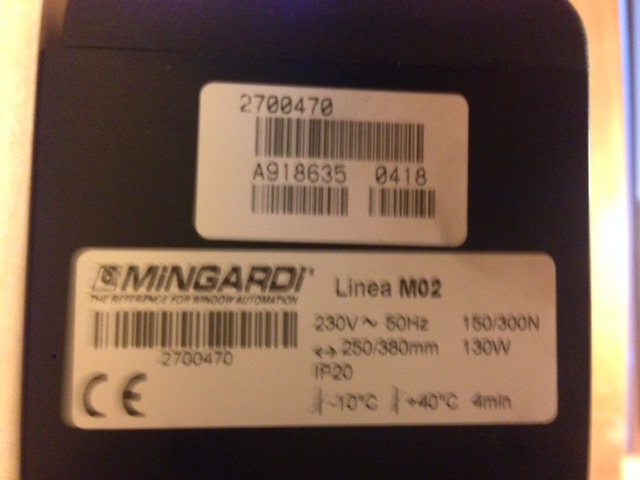 2700470
A918635 0418
MINGARDI Linea M02
THE REFERENCE FOR WINDOW AUTOMATION
230V ~ 50Hz 150/300N
2700470 ↔ 250/380mm 130W
IP20
CE -10°C +40°C 4min